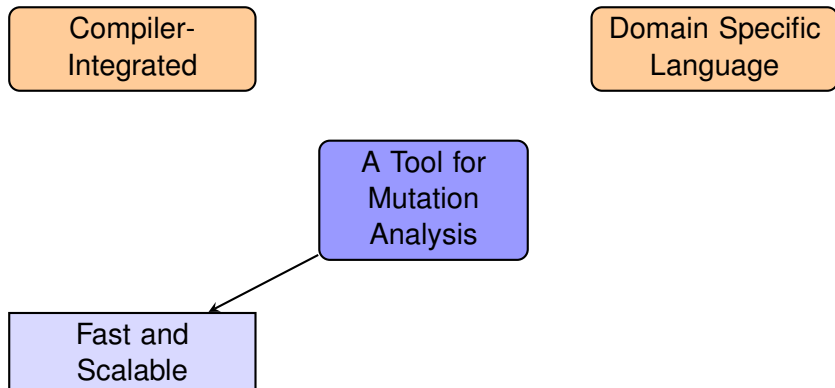 Compiler-
Integrated
Domain Specific
Language
A Tool for
Mutation
Analysis
Fast and
Scalable